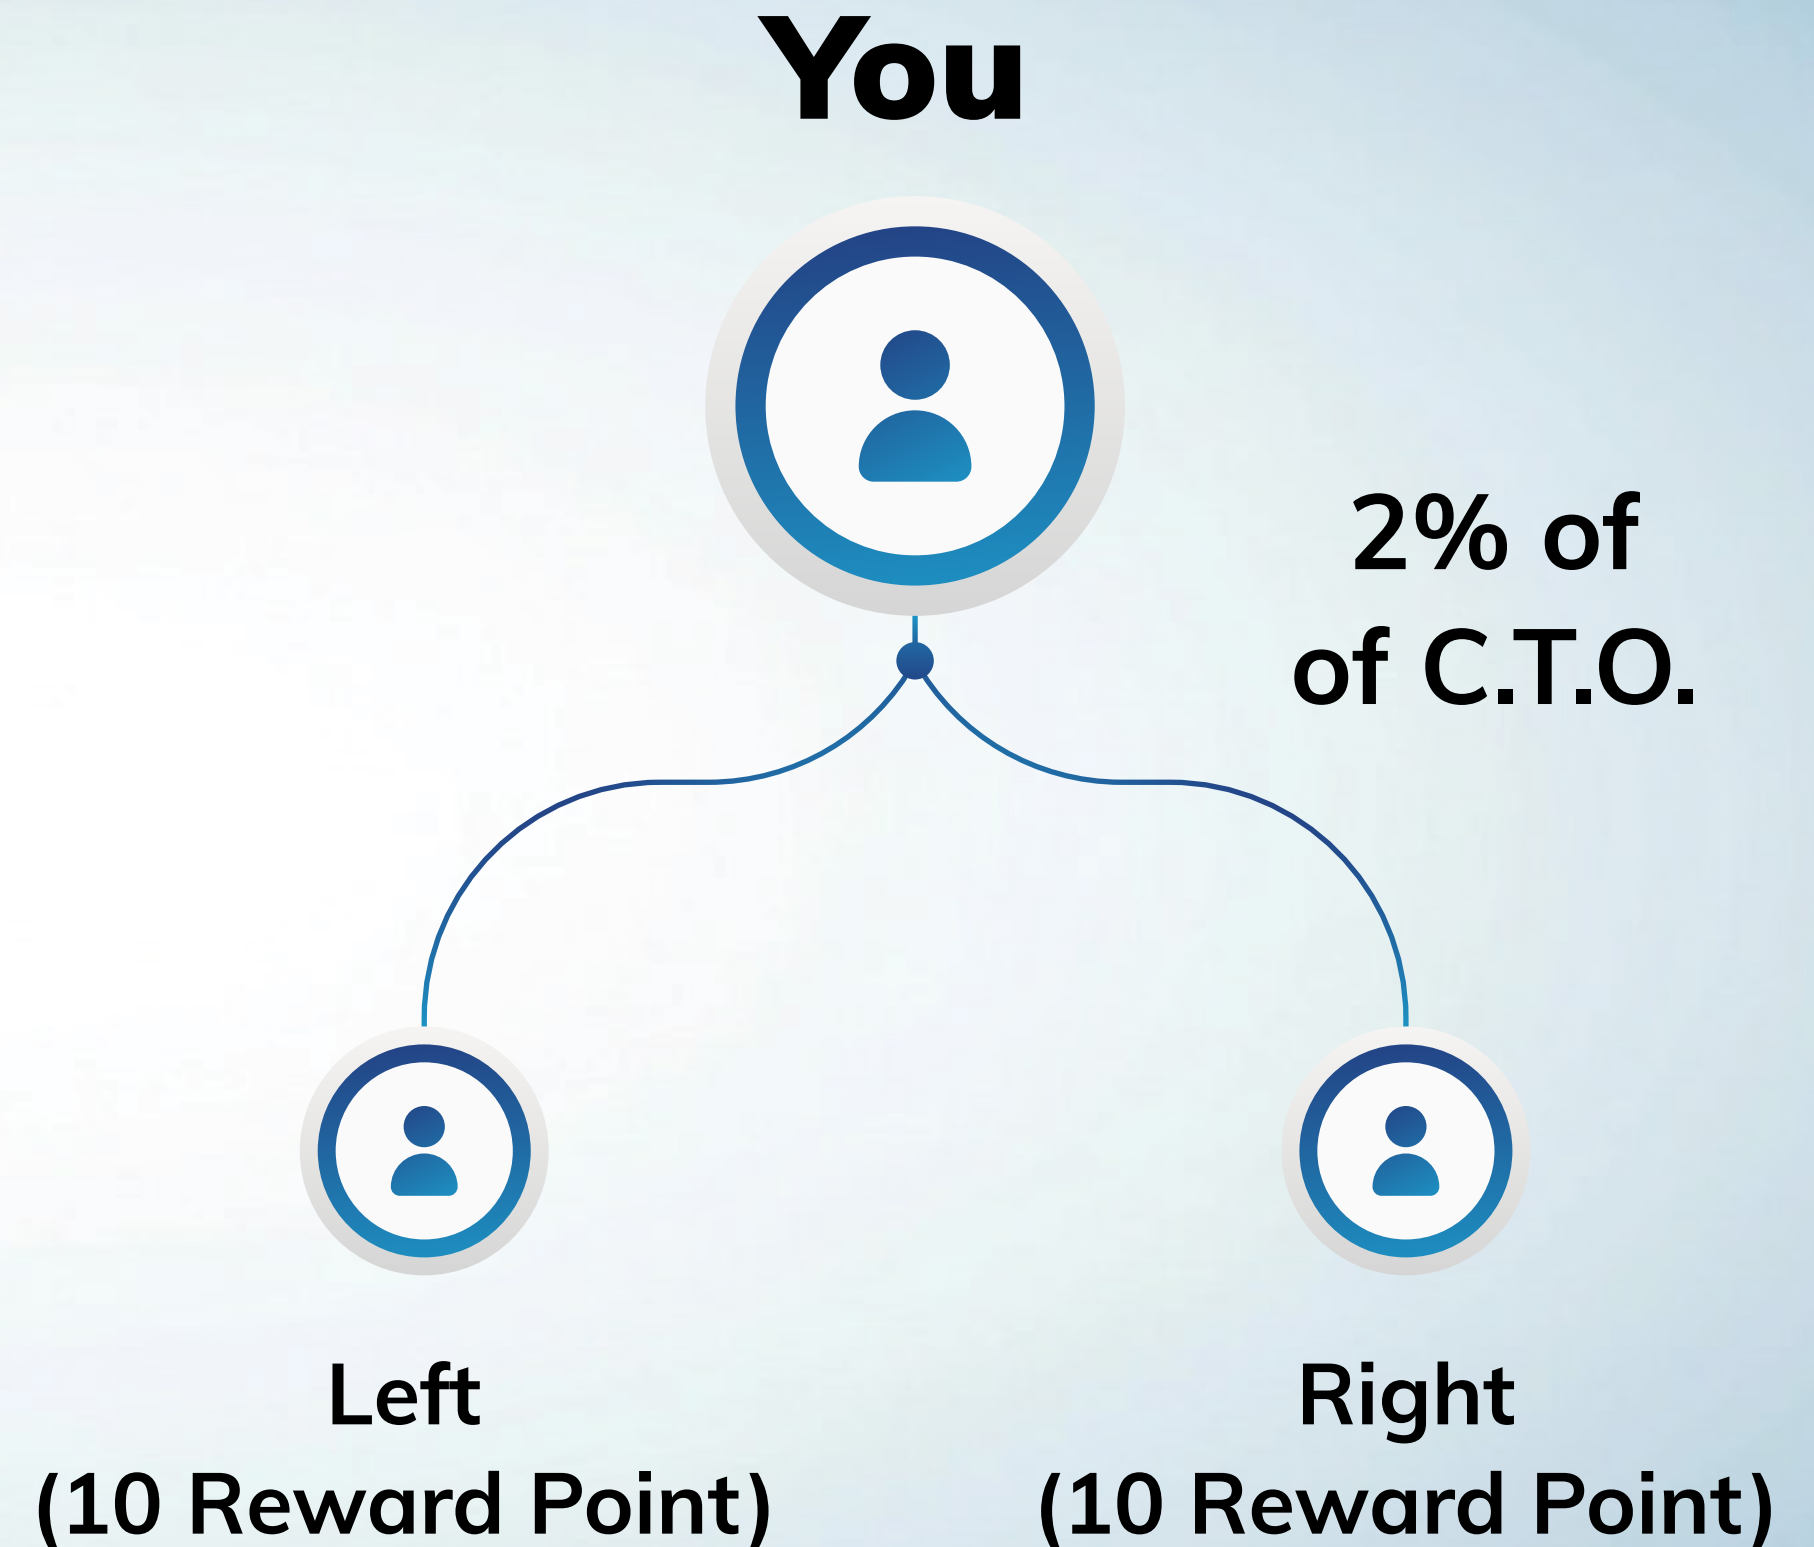 You
2% of
of C.T.O.
Left
(10 Reward Point)
Right
(10 Reward Point)